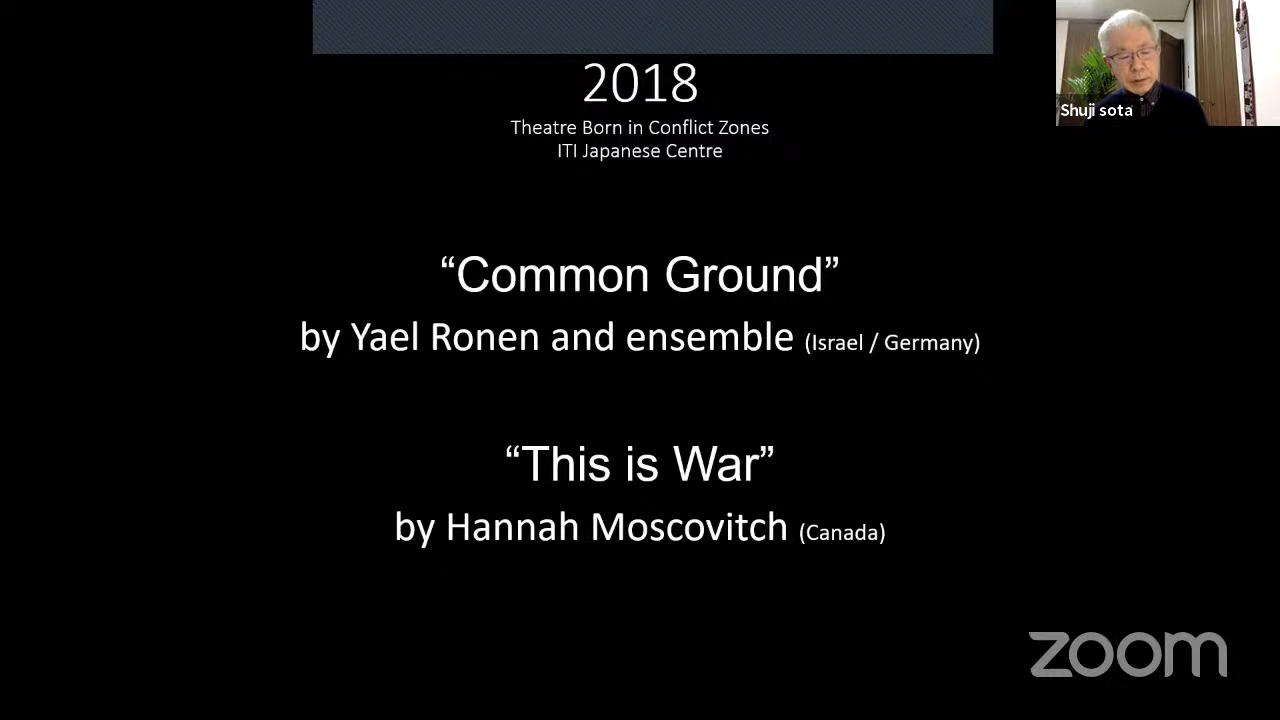 2018
Theatre Born in Conflict Zones
ITI Japanese Centre
“Common Ground”
by Yael Ronen and ensemble (Israel / Germany)
“This is War”
by Hannah Moscovitch (Canada)
Shuji sota
zoom